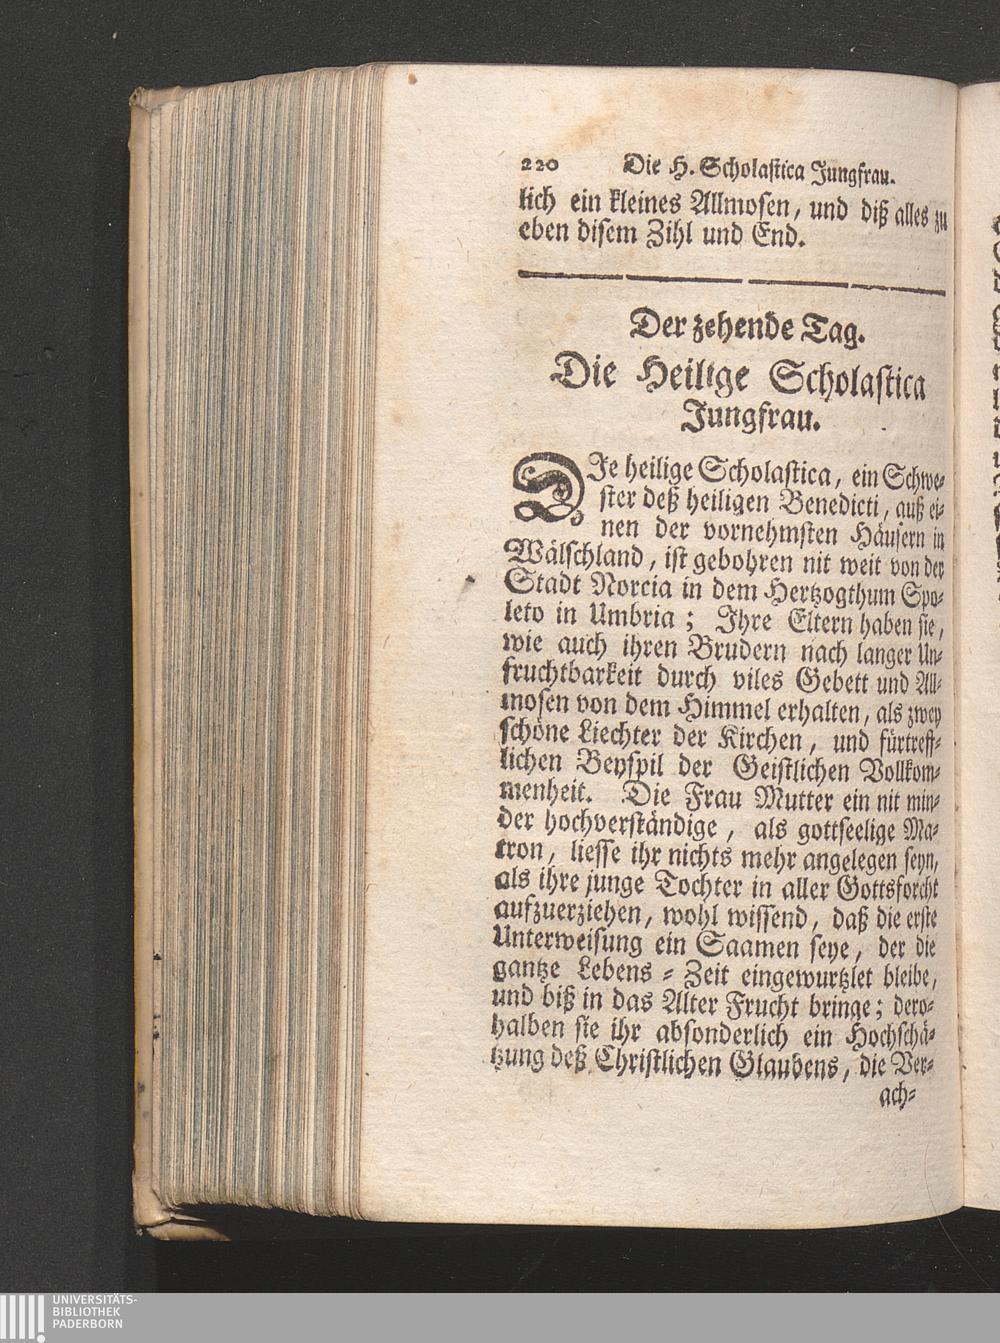 220 Die H. Scholastica Jungfrau.
lich ein kleines Allmosen, und diß alles zu
eben disem Zihl und End.
Der zehende Tag.
Die Heilige Scholastica
Jungfrau.
DIe heilige Scholastica, ein Schwe-
ster deß heiligen Benedicti, auß ei-
nen der vornehmsten Häusern in
Wälschland, ist gebohren nit weit von der
Stadt Norcia in dem Hertzogthum Spo-
leto in Umbria; Ihre Eltern haben sie,
wie auch ihren Brudern nach langer Un-
fruchtbarkeit durch viles Gebett und All-
mosen von dem Himmel erhalten, als zwey
schöne Liechter der Kirchen, und fürtreff-
lichen Beyspil der Geistlichen Vollkom-
menheit. Die Frau Mutter ein nit min-
der hochverständige, als gottseelige Ma-
tron, liesse ihr nichts mehr angelegen seyn,
als ihre junge Tochter in aller Gottsforcht
aufzuerziehen, wohl wissend, daß die erste
Unterweisung ein Saamen seye, der die
gantze Lebens-Zeit eingewurtzlet bleibe,
und biß in das Alter Frucht bringe; dero-
halben sie ihr absonderlich ein Hochschä-
tzung deß Christlichen Glaubens, die Ver-
ach-
UNIVERSITÄTS-
BIBLIOTHEK
PADERBORN